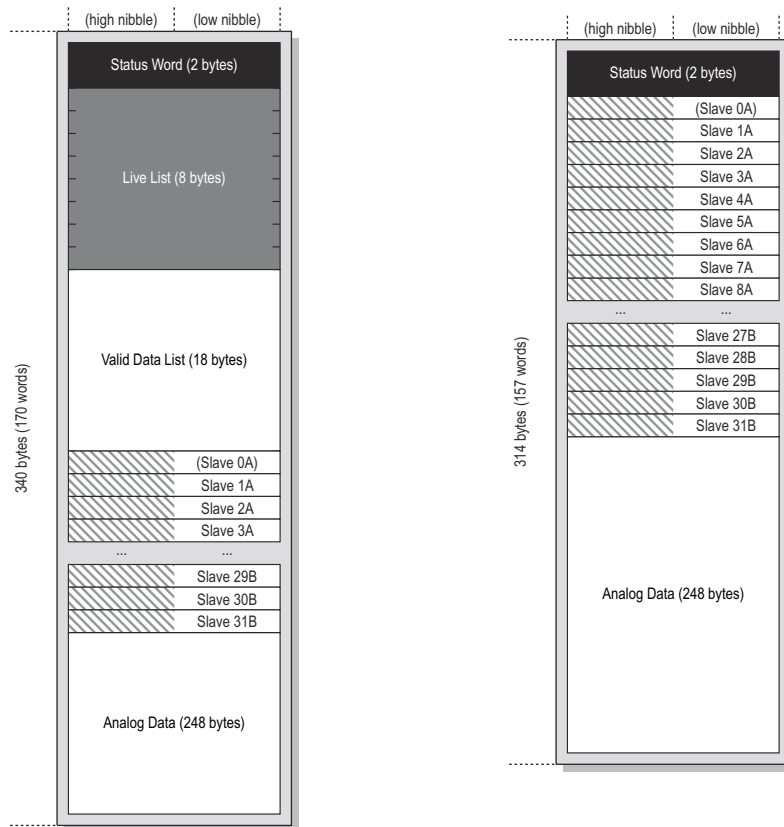 (high nibble) (low nibble)
Status Word (2 bytes)
Live List (8 bytes)
Valid Data List (18 bytes)
(Slave 0A)
Slave 1A
Slave 2A
Slave 3A
... ...
Slave 29B
Slave 30B
Slave 31B
Analog Data (248 bytes)
340 bytes (170 words)
(high nibble) (low nibble)
Status Word (2 bytes)
(Slave 0A)
Slave 1A
Slave 2A
Slave 3A
Slave 4A
Slave 5A
Slave 6A
Slave 7A
Slave 8A
... ...
Slave 27B
Slave 28B
Slave 29B
Slave 30B
Slave 31B
Analog Data (248 bytes)
314 bytes (157 words)